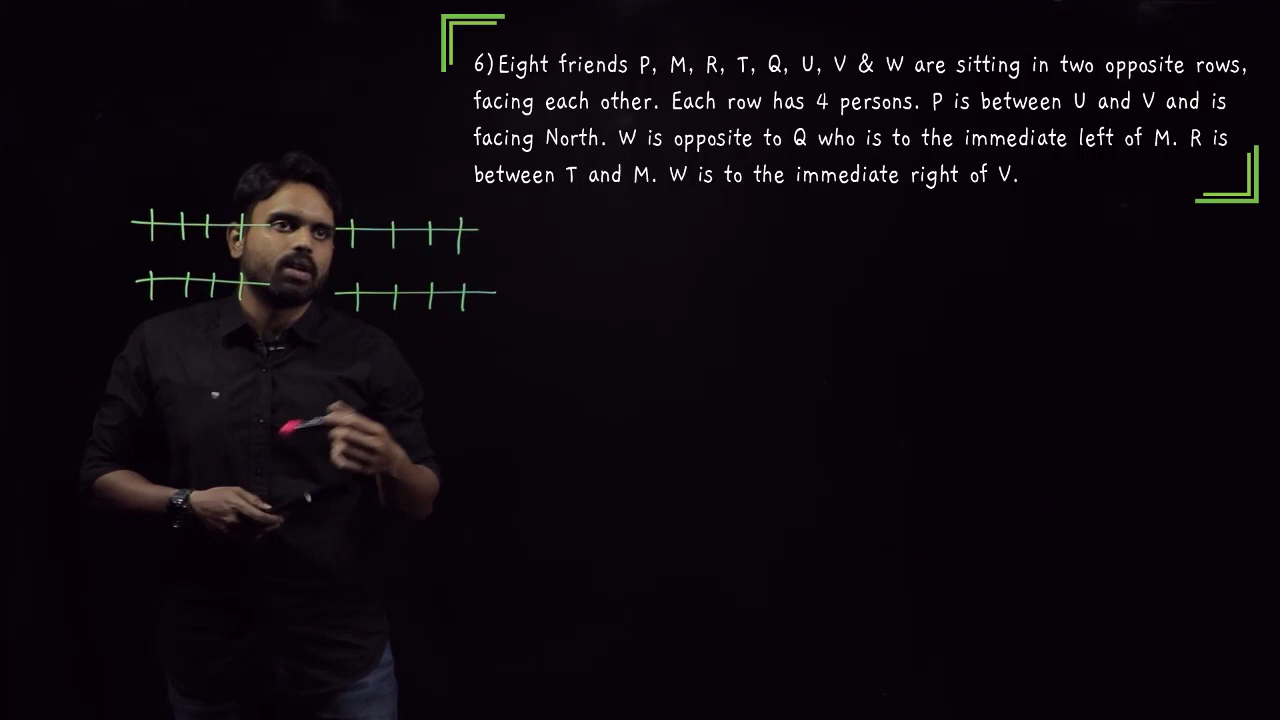 6)Eight friends P, M, R, T, Q, U, V & W are sitting in two opposite rows,
facing each other. Each row has 4 persons. P is between U and V and is
facing North. W is opposite to Q who is to the immediate left of M. R is
between T and M. W is to the immediate right of V.